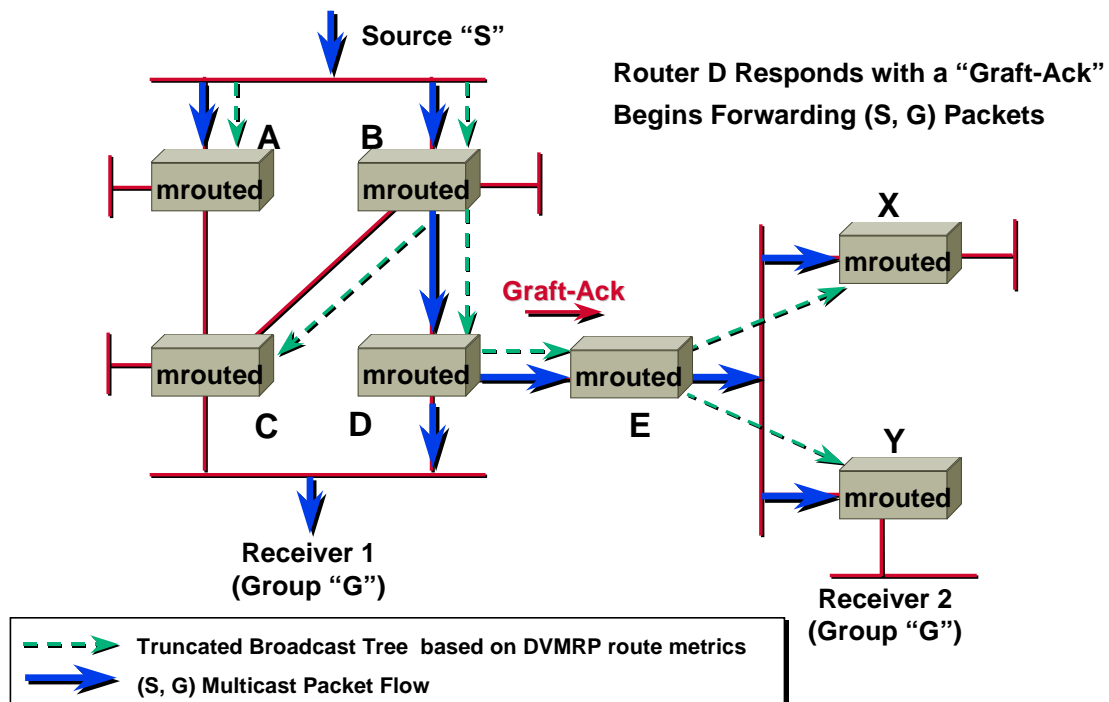 Source “S”
Router D Responds with a “Graft-Ack”
Begins Forwarding (S, G) Packets
A
B
mrouted
mrouted
X
mrouted
Graft-Ack
mrouted
mrouted
mrouted
C
D
E
Y
mrouted
Receiver 1
(Group “G”)
Receiver 2
(Group “G”)
Truncated Broadcast Tree based on DVMRP route metrics
(S, G) Multicast Packet Flow